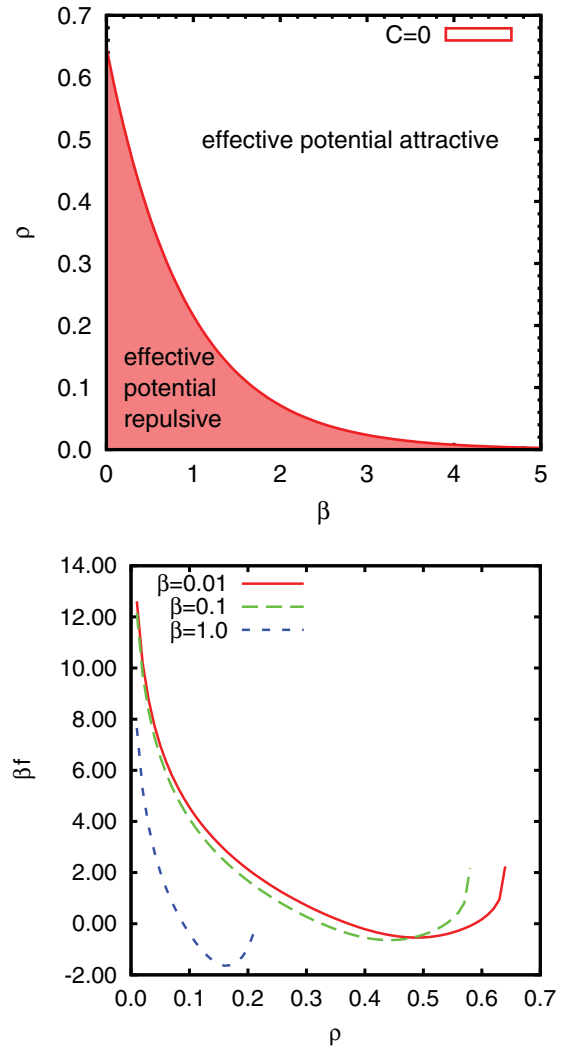 0.7
C=0
0.6
0.5
effective potential attractive
0.4
ρ
0.3
0.2
effective
potential
repulsive
0.1
0.0
0 1 2 3 4 5
β
14.00
β=0.01
12.00
β=0.1
10.00
β=1.0
8.00
βf
6.00
4.00
2.00
0.00
-2.00
0.0 0.1 0.2 0.3 0.4 0.5 0.6 0.7
ρ